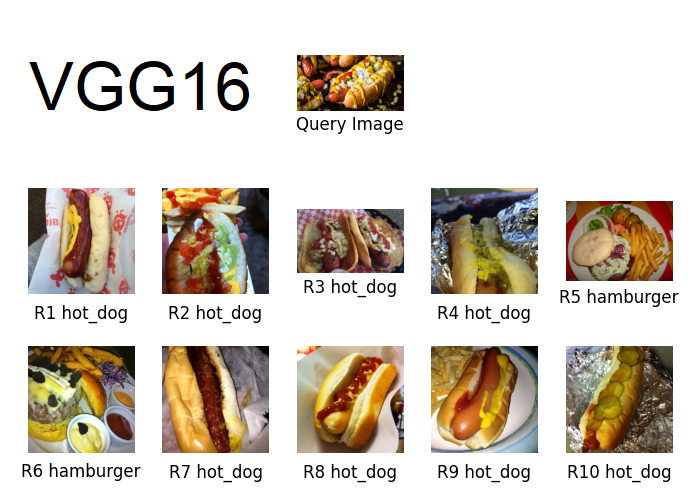 VGG16
Query Image
R1 hot_dog
R2 hot_dog
R3 hot_dog
R4 hot_dog
R5 hamburger
R6 hamburger
R7 hot_dog
R8 hot_dog
R9 hot_dog
R10 hot_dog